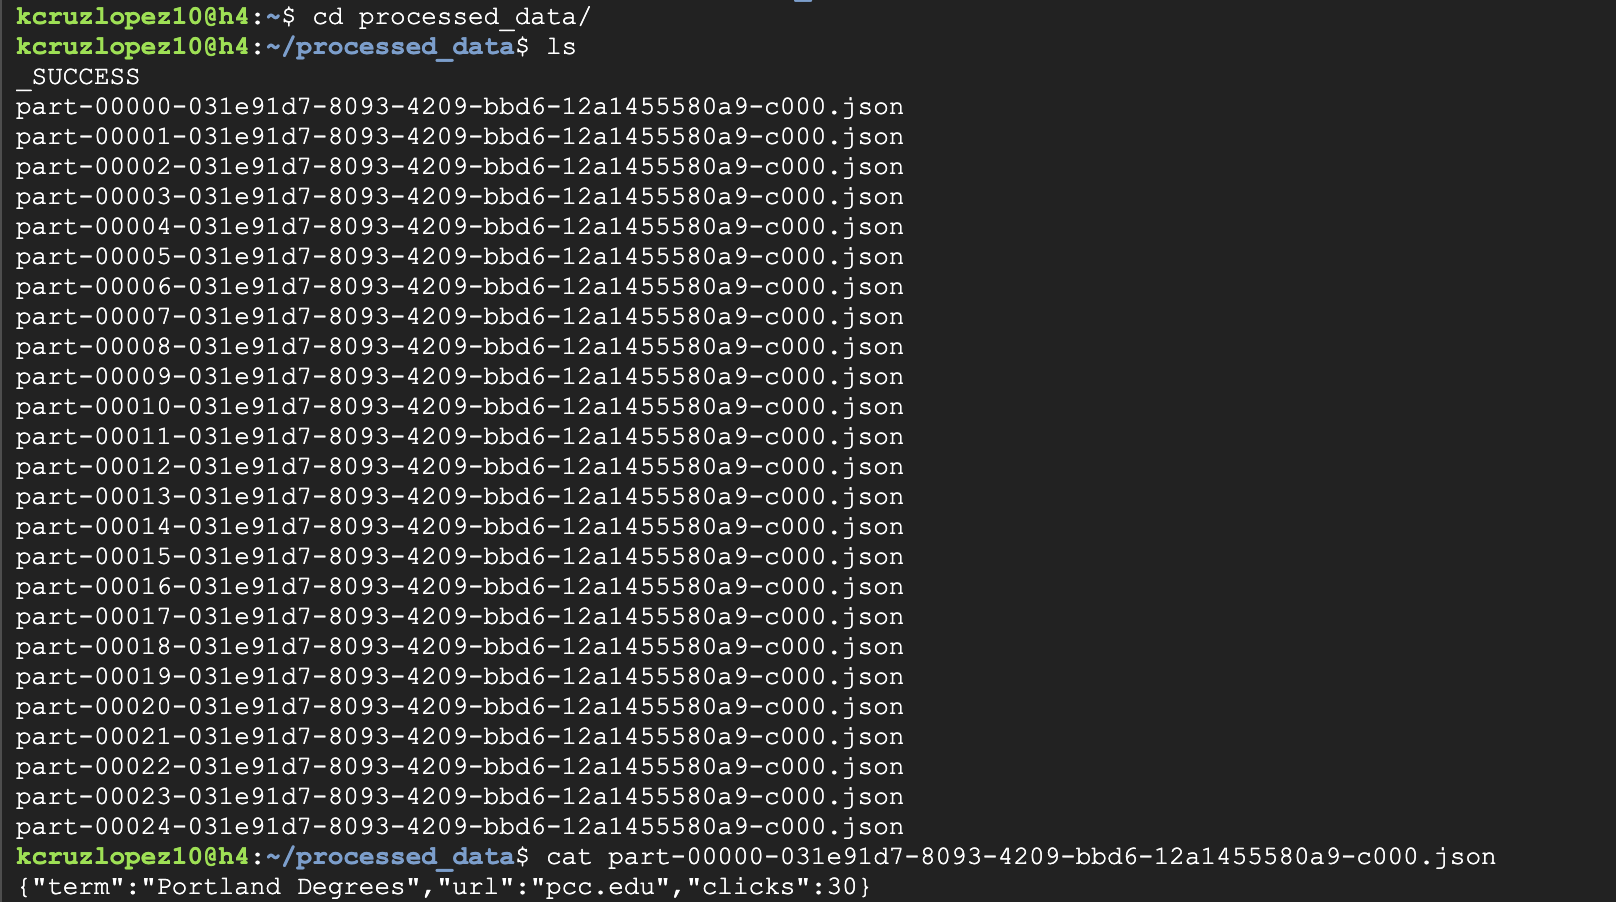 kcruzlopez10@h4:~$ cd processed_data/
kcruzlopez10@h4:~/processed_data$ ls
_SUCCESS
part-00000-031e91d7-8093-4209-bbd6-12a1455580a9-c000.json
part-00001-031e91d7-8093-4209-bbd6-12a1455580a9-c000.json
part-00002-031e91d7-8093-4209-bbd6-12a1455580a9-c000.json
part-00003-031e91d7-8093-4209-bbd6-12a1455580a9-c000.json
part-00004-031e91d7-8093-4209-bbd6-12a1455580a9-c000.json
part-00005-031e91d7-8093-4209-bbd6-12a1455580a9-c000.json
part-00006-031e91d7-8093-4209-bbd6-12a1455580a9-c000.json
part-00007-031e91d7-8093-4209-bbd6-12a1455580a9-c000.json
part-00008-031e91d7-8093-4209-bbd6-12a1455580a9-c000.json
part-00009-031e91d7-8093-4209-bbd6-12a1455580a9-c000.json
part-00010-031e91d7-8093-4209-bbd6-12a1455580a9-c000.json
part-00011-031e91d7-8093-4209-bbd6-12a1455580a9-c000.json
part-00012-031e91d7-8093-4209-bbd6-12a1455580a9-c000.json
part-00013-031e91d7-8093-4209-bbd6-12a1455580a9-c000.json
part-00014-031e91d7-8093-4209-bbd6-12a1455580a9-c000.json
part-00015-031e91d7-8093-4209-bbd6-12a1455580a9-c000.json
part-00016-031e91d7-8093-4209-bbd6-12a1455580a9-c000.json
part-00017-031e91d7-8093-4209-bbd6-12a1455580a9-c000.json
part-00018-031e91d7-8093-4209-bbd6-12a1455580a9-c000.json
part-00019-031e91d7-8093-4209-bbd6-12a1455580a9-c000.json
part-00020-031e91d7-8093-4209-bbd6-12a1455580a9-c000.json
part-00021-031e91d7-8093-4209-bbd6-12a1455580a9-c000.json
part-00022-031e91d7-8093-4209-bbd6-12a1455580a9-c000.json
part-00023-031e91d7-8093-4209-bbd6-12a1455580a9-c000.json
part-00024-031e91d7-8093-4209-bbd6-12a1455580a9-c000.json
kcruzlopez10@h4:~/processed_data$ cat part-00000-031e91d7-8093-4209-bbd6-12a1455580a9-c000.json
{"term":"Portland Degrees","url":"pcc.edu","clicks":30}